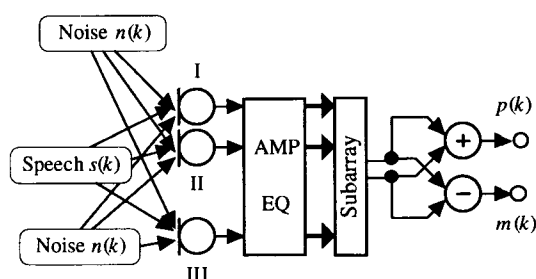 Noise n(k)
I
p(k)
+
AMP
Speech s(k)
II
Subarray
−
EQ
Noise n(k)
m(k)
III